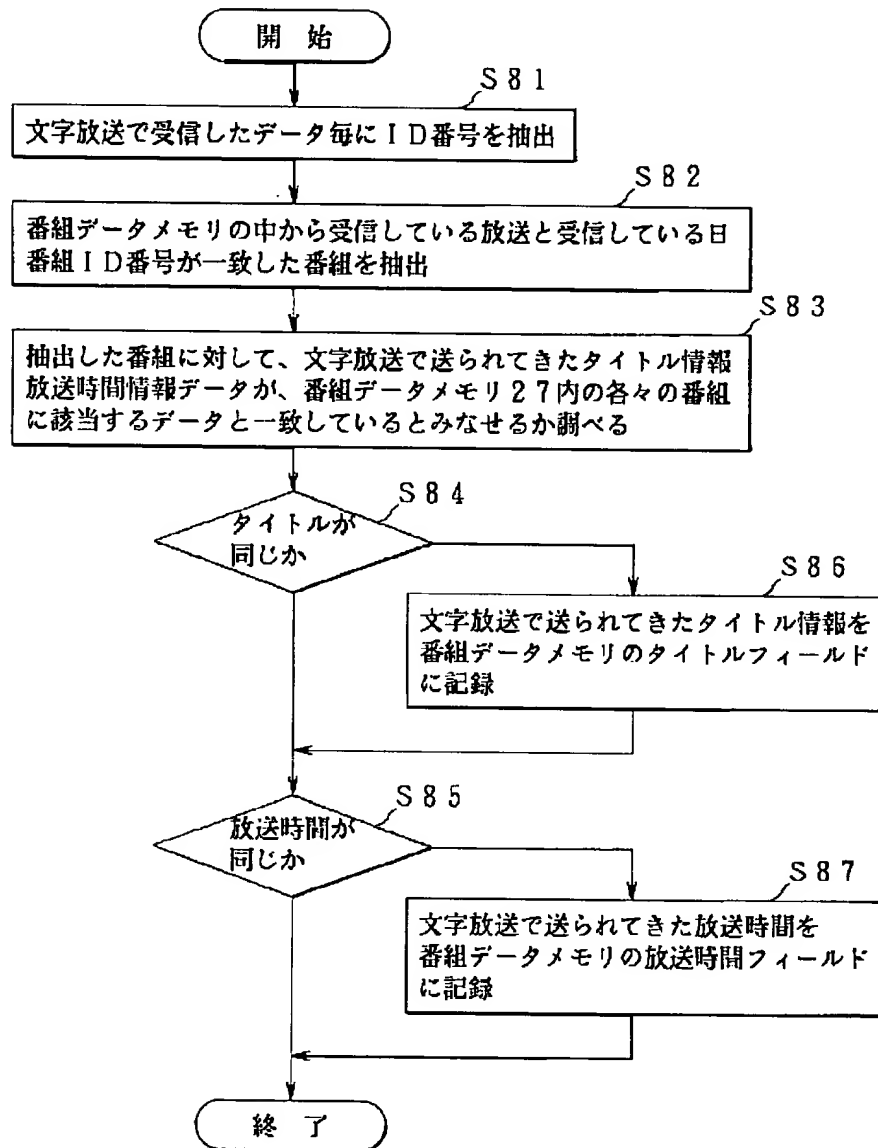 開 始
S81
文字放送で受信したデータ毎にID番号を抽出
S82
番組データメモリの中から受信している放送と受信している日
番組ID番号が一致した番組を抽出
S83
抽出した番組に対して、文字放送で送られてきたタイトル情報
放送時間情報データが、番組データメモリ27内の各々の番組
に該当するデータと一致しているとみなせるか調べる
S84
タイトルが
同じか
S86
文字放送で送られてきたタイトル情報を
番組データメモリのタイトルフィールド
に記録
S85
放送時間が
同じか
S87
文字放送で送られてきた放送時間を
番組データメモリの放送時間フィールド
に記録
終 了